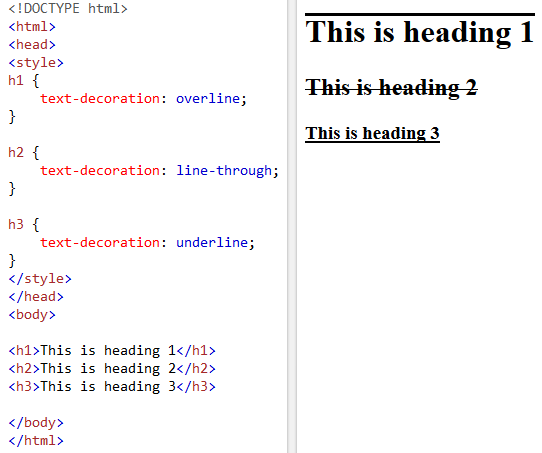 <!DOCTYPE html>
<html>
<head>
<style>
h1 {
    text-decoration: overline;
}

h2 {
    text-decoration: line-through;
}

h3 {
    text-decoration: underline;
}
</style>
</head>
<body>

<h1>This is heading 1</h1>
<h2>This is heading 2</h2>
<h3>This is heading 3</h3>

</body>
</html>
This is heading 1
This is heading 2
This is heading 3